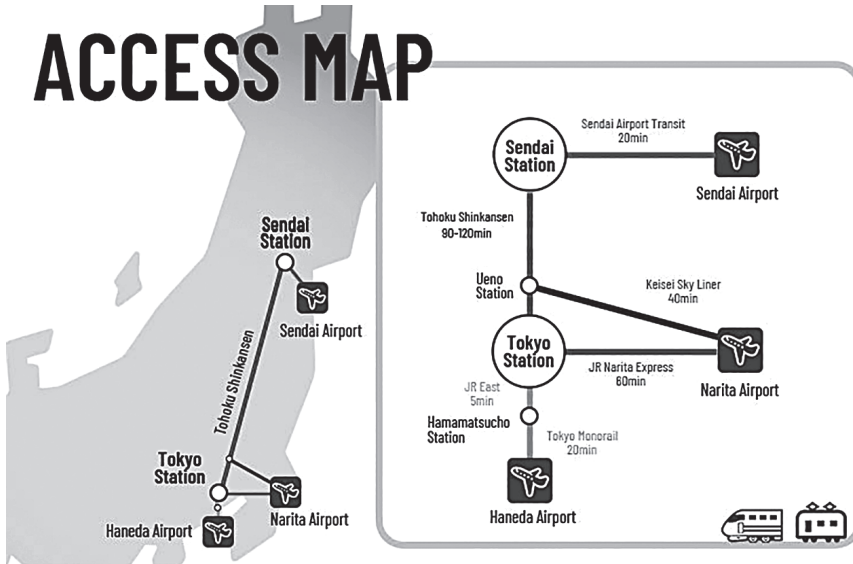 ACCESS MAP
Sendai
Station
Sendai Airport
Tohoku Shinkansen
Tokyo
Station
Narita Airport
Haneda Airport
Sendai
Station
Sendai Airport Transit
20min
Sendai Airport
Tohoku Shinkansen
90-120min
Ueno
Station
Keisei Sky Liner
40min
Tokyo
Station
JR Narita Express
60min
Narita Airport
JR East
5min
Hamamatsucho
Station
Tokyo Monorail
20min
Haneda Airport